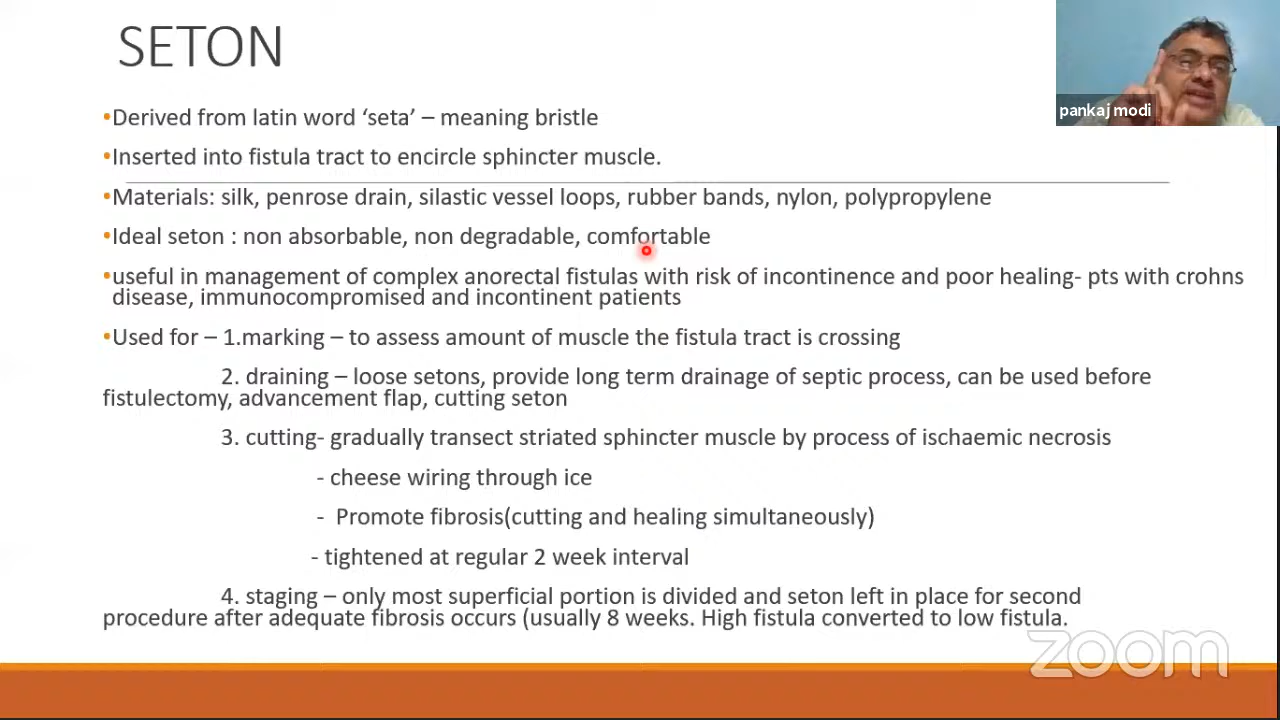 SETON
pankaj modi
•Derived from latin word ‘seta’ – meaning bristle
•Inserted into fistula tract to encircle sphincter muscle.
•Materials: silk, penrose drain, silastic vessel loops, rubber bands, nylon, polypropylene
•Ideal seton : non absorbable, non degradable, comfortable
•useful in management of complex anorectal fistulas with risk of incontinence and poor healing- pts with crohns
disease, immunocompromised and incontinent patients
•Used for – 1.marking – to assess amount of muscle the fistula tract is crossing
2. draining – loose setons, provide long term drainage of septic process, can be used before
fistulectomy, advancement flap, cutting seton
3. cutting- gradually transect striated sphincter muscle by process of ischaemic necrosis
- cheese wiring through ice
- Promote fibrosis(cutting and healing simultaneously)
- tightened at regular 2 week interval
4. staging – only most superficial portion is divided and seton left in place for second
procedure after adequate fibrosis occurs (usually 8 weeks. High fistula converted to low fistula.
zoom